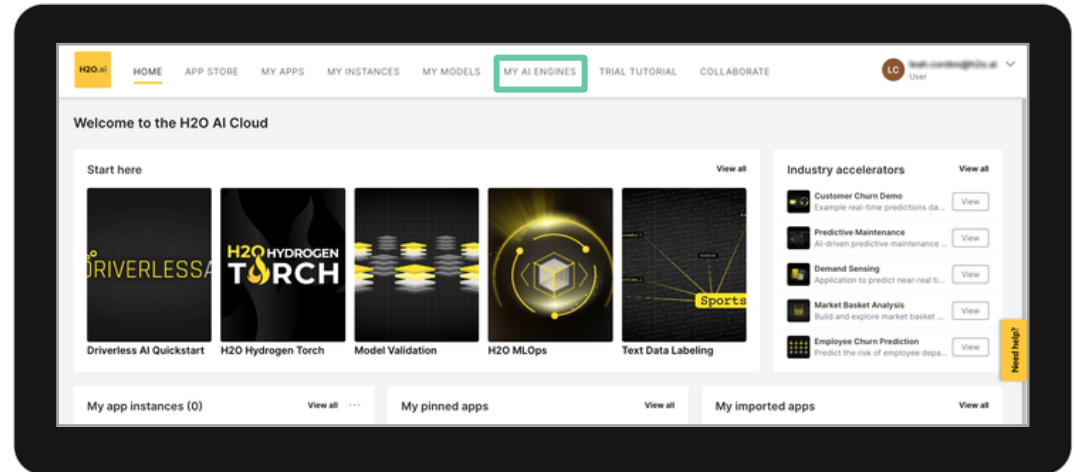 H2O.ai HOME APP STORE MY APPS MY INSTANCES MY MODELS MY AI ENGINES TRIAL TUTORIAL COLLABORATE LC
User
Welcome to the H2O AI Cloud
Start here View all
DRIVERLESSA
H2O HYDROGEN
TORCH
Sports
Driverless AI Quickstart H2O Hydrogen Torch Model Validation H2O MLOps Text Data Labeling
Industry accelerators View all
Customer Churn Demo
Example real-time predictions da... View
Predictive Maintenance
AI-driven predictive maintenance ... View
Demand Sensing
Application to predict near-real ti... View
Market Basket Analysis
Build and explore market basket ... View
Employee Churn Prediction
Predict the risk of employee depa... View
Need help?
My app instances (0) View all ...
My pinned apps View all
My imported apps View all